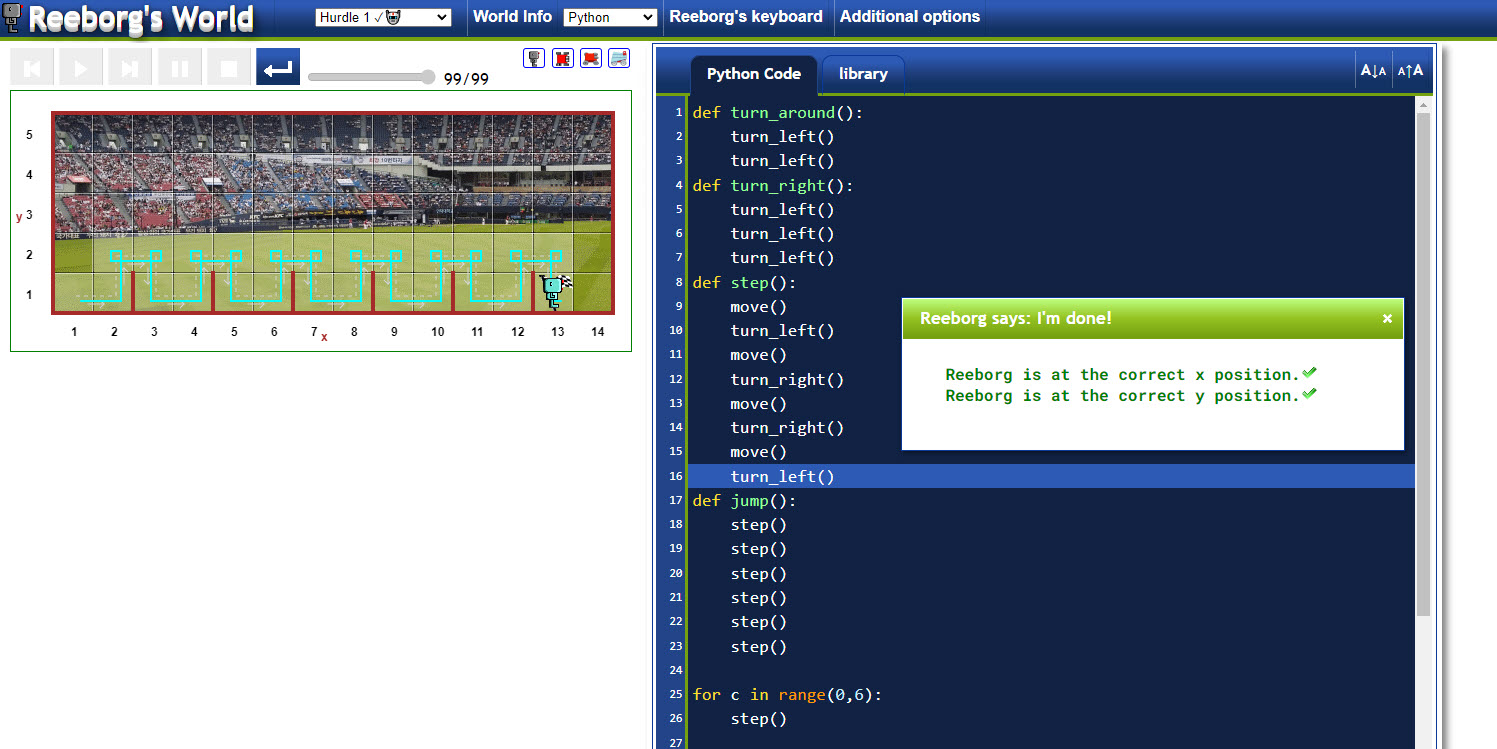 Reeborg's World
Hurdle 1 ✓
World Info
Python
Reeborg's keyboard
Additional options
99/99
5
4
y 3
2
1
1 2 3 4 5 6 7 8 9 10 11 12 13 14
x
Python Code
library
A↓A
A↑A
1 def turn_around():
2 turn_left()
3 turn_left()
4 def turn_right():
5 turn_left()
6 turn_left()
7 turn_left()
8 def step():
9 move()
10 turn_left()
11 move()
12 turn_right()
13 move()
14 turn_right()
15 move()
16 turn_left()
17 def jump():
18 step()
19 step()
20 step()
21 step()
22 step()
23 step()
24
25 for c in range(0,6):
26 step()
27
Reeborg says: I'm done!
×
Reeborg is at the correct x position.✔
Reeborg is at the correct y position.✔